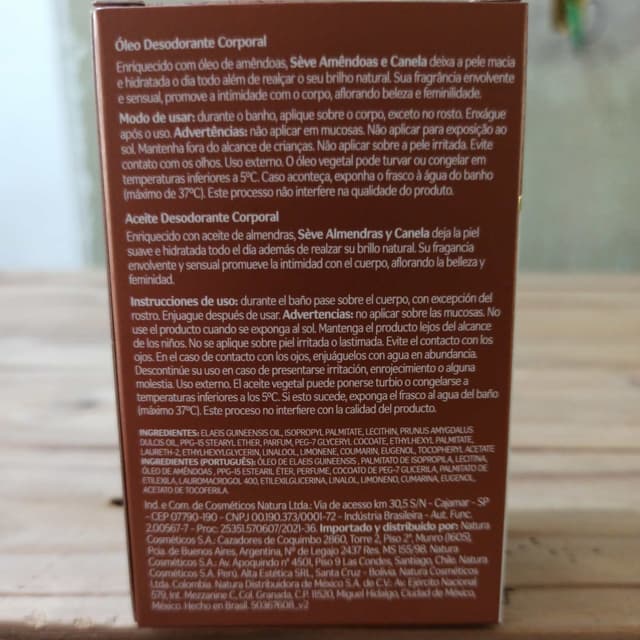 Óleo Desodorante Corporal
Enriquecido com óleo de amêndoas, Sève Amêndoas e Canela deixa a pele macia
e hidratada o dia todo além de realçar o seu brilho natural. Sua fragrância envolvente
e sensual, promove a intimidade com o corpo, aflorando beleza e feminilidade.
Modo de usar: durante o banho, aplique sobre o corpo, exceto no rosto. Enxágue
após o uso. Advertências: não aplicar em mucosas. Não aplicar para exposição ao
sol. Mantenha fora do alcance de crianças. Não aplicar sobre a pele irritada. Evite
contato com os olhos. Uso externo. O óleo vegetal pode turvar ou congelar em
temperaturas inferiores a 5ºC. Caso aconteça, exponha o frasco à água do banho
(máximo de 37ºC). Este processo não interfere na qualidade do produto.
Aceite Desodorante Corporal
Enriquecido con aceite de almendras, Sève Almendras y Canela deja la piel
suave e hidratada todo el día además de realzar su brillo natural. Su fragancia
envolvente y sensual promueve la intimidad con el cuerpo, aflorando la belleza y
feminidad.
Instrucciones de uso: durante el baño pase sobre el cuerpo, con excepción del
rostro. Enjuague después de usar. Advertencias: no aplicar sobre las mucosas. No
use el producto cuando se exponga al sol. Mantenga el producto lejos del alcance
de los niños. No se aplique sobre piel irritada o lastimada. Evite el contacto con los
ojos. En el caso de contacto con los ojos, enjuáguelos con agua en abundancia.
Descontinúe su uso en caso de presentarse irritación, enrojecimiento o alguna
molestia. Uso externo. El aceite vegetal puede ponerse turbio o congelarse a
temperaturas inferiores a los 5ºC. Si esto sucede, exponga el frasco al agua del baño
(máximo 37ºC). Este proceso no interfiere con la calidad del producto.
INGREDIENTES: ELAEIS GUINEENSIS OIL, ISOPROPYL PALMITATE, LECITHIN, PRUNUS AMYGDALUS
DULCIS OIL, PPG-15 STEARYL ETHER, PARFUM, PEG-7 GLYCERYL COCOATE, ETHYLHEXYL PALMITATE,
LAURETH-2, ETHYLHEXYLGLYCERIN, LINALOOL, LIMONENE, COUMARIN, EUGENOL, TOCOPHERYL ACETATE
INGREDIENTES (PORTUGUÊS): ÓLEO DE ELAEIS GUINEENSIS , PALMITATO DE ISOPROPILA, LECITINA,
ÓLEO DE AMÊNDOAS , PPG-15 ESTEARIL ÉTER, PERFUME, COCOATO DE PEG-7 GLICERILA, PALMITATO DE
ETILEXILA, LAUROMACROGOL 400, ETILEXILGLICERINA, LINALOL, LIMONENO, CUMARINA, EUGENOL,
ACETATO DE TOCOFERILA.
Ind. e Com. de Cosméticos Natura Ltda.: Via de acesso km 30,5 S/N - Cajamar - SP
- CEP 07790-190 - CNPJ 00.190.373/0001-72 - Indústria Brasileira - Aut. Func.
2.00567-7 - Proc: 25351.570607/2021-36. Importado y distribuido por: Natura
Cosméticos S.A.: Cazadores de Coquimbo 2860, Torre 2, Piso 2º, Munro (1605),
Pcia. de Buenos Aires, Argentina, Nº de Legajo 2437 Res. MS 155/98. Natura
Cosméticos S.A.: Av. Apoquindo nº 4501, Piso 9 Las Condes, Santiago, Chile. Natura
Cosméticos S.A. Perú. Alta Estética SRL, Santa Cruz - Bolivia. Natura Cosméticos
Ltda. Colombia. Natura Distribuidora de México S.A. de C.V.: Av. Ejército Nacional
579, Int. Mezzanine C, Col. Granada, C.P. 11520, Miguel Hidalgo, Ciudad de México,
México. Hecho en Brasil. 50367608_v2